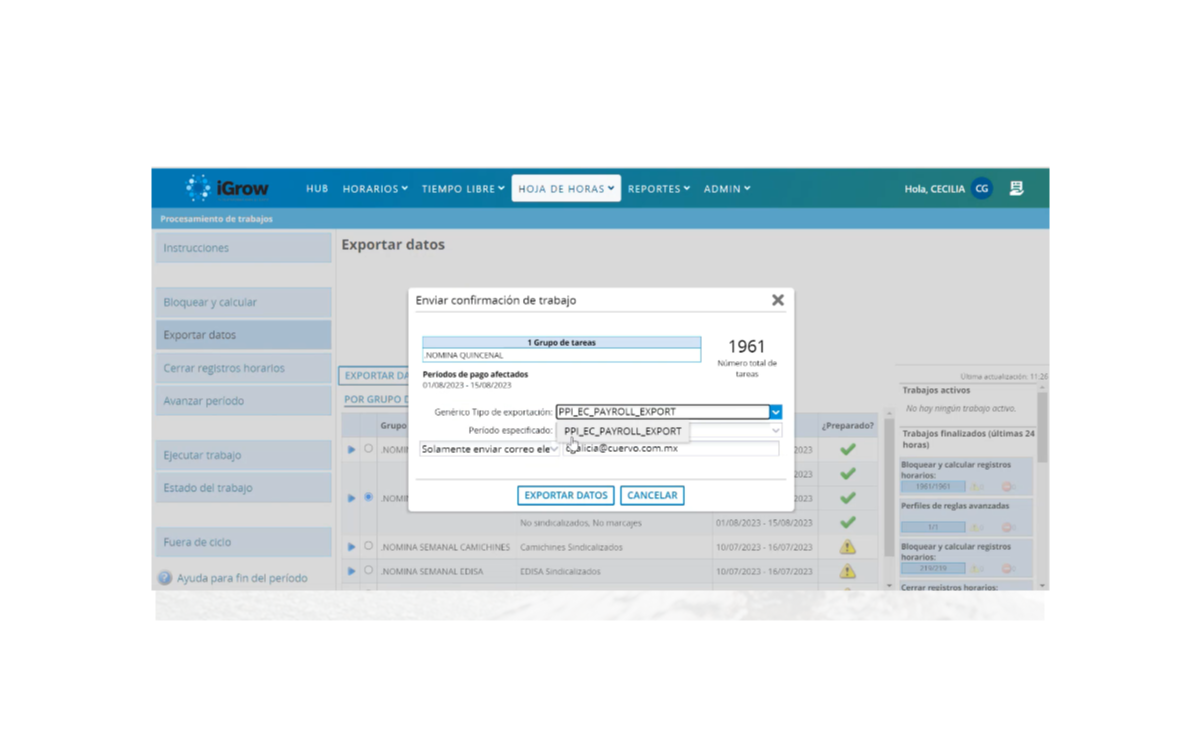 iGrow
HUB HORARIOS TIEMPO LIBRE HOJA DE HORAS REPORTES ADMIN
Hola, CECILIA CG
Procesamiento de trabajos
Instrucciones
Bloquear y calcular
Exportar datos
Cerrar registros horarios
Avanzar periodo
Ejecutar trabajo
Estado del trabajo
Fuera de ciclo
Ayuda para fin del período
Exportar datos
EXPORTAR DA
POR GRUPO D
Grupo
¿Preparado?
.NOMI
2023
2023
.NOMI
2023
No sindicalizados, No marcajes 01/08/2023 - 15/08/2023
.NOMINA SEMANAL CAMICHINES Camichines Sindicalizados 10/07/2023 - 16/07/2023
.NOMINA SEMANAL EDISA EDISA Sindicalizados 10/07/2023 - 16/07/2023
Enviar confirmación de trabajo
1 Grupo de tareas
.NOMINA QUINCENAL
1961
Número total de
tareas
Períodos de pago afectados
01/08/2023 - 15/08/2023
Genérico Tipo de exportación: PPI_EC_PAYROLL_EXPORT
Período especificado: PPI_EC_PAYROLL_EXPORT
Solamente enviar correo ele
alicia@cuervo.com.mx
EXPORTAR DATOS CANCELAR
Última actualización: 11:26
Trabajos activos
No hay ningún trabajo activo.
Trabajos finalizados (últimas 24
horas)
Bloquear y calcular registros
horarios:
1961/1961
Perfiles de reglas avanzadas
1/1
Bloquear y calcular registros
horarios:
219/219
Cerrar registros horarios: